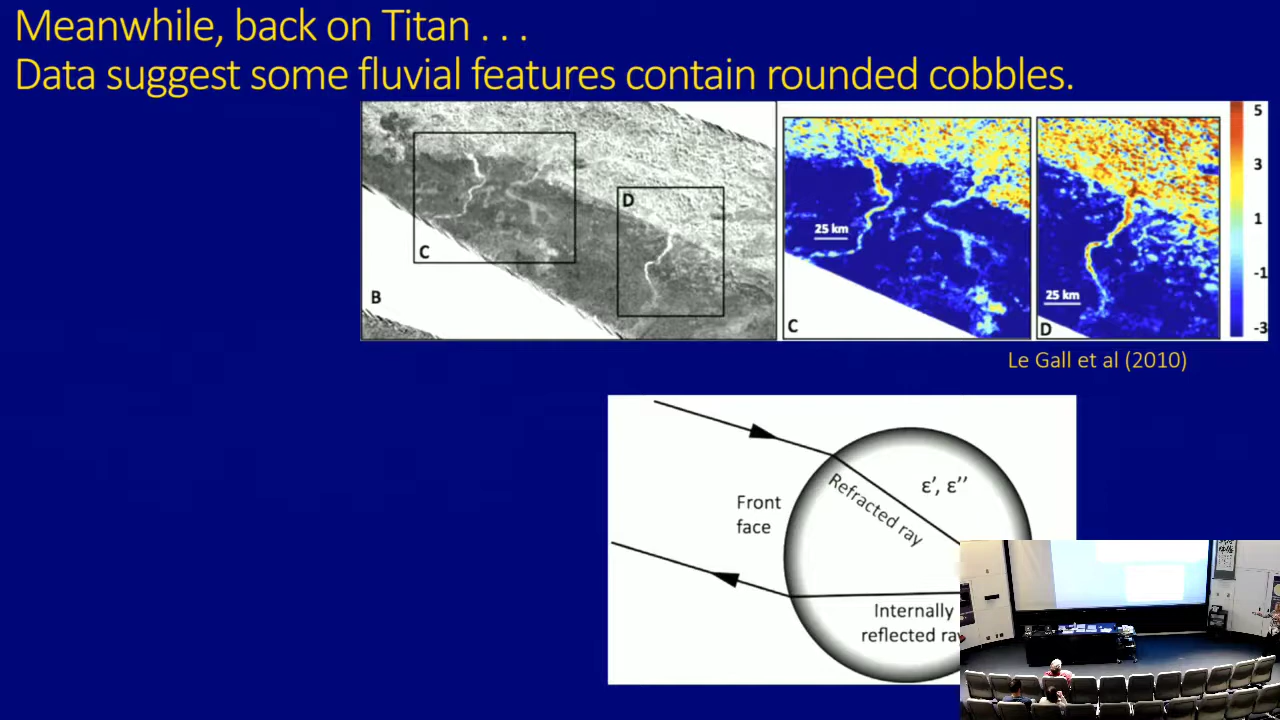 Meanwhile, back on Titan . . .
Data suggest some fluvial features contain rounded cobbles.
B
C
D
25 km
C
25 km
D
5
3
1
-1
-3
Le Gall et al (2010)
Front
face
Refracted ray
ε′, ε′′
Internally
reflected ra